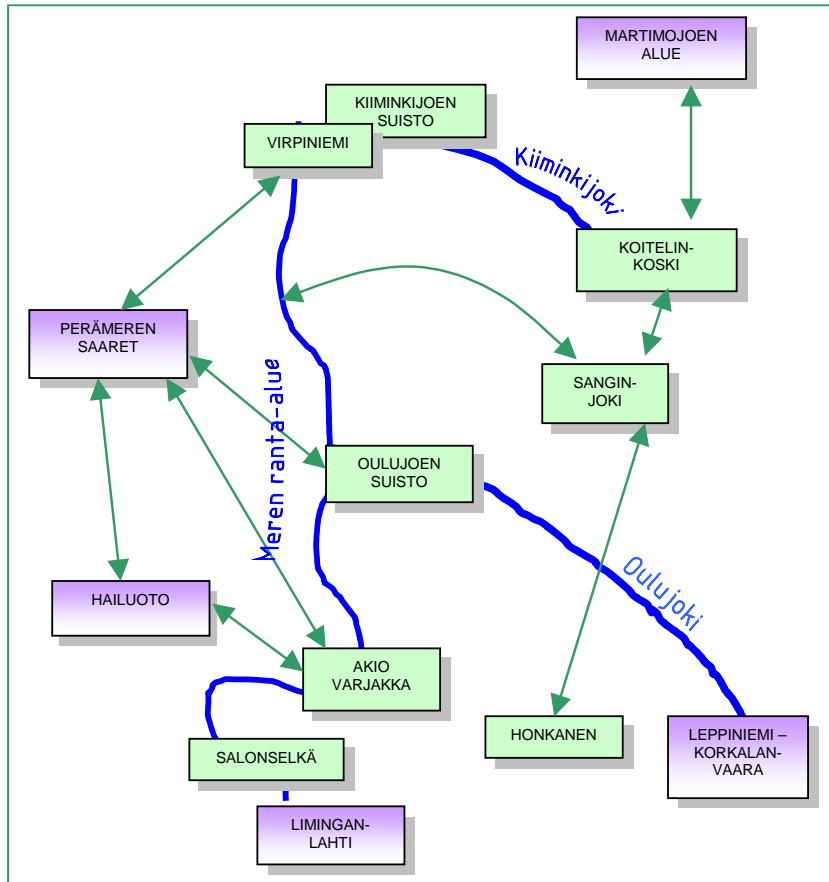 MARTIMOJOEN
ALUE
KIIMINKIJOEN
SUISTO
VIRPINIEMI
Kiiminkijoki
KOITELIN-
KOSKI
PERÄMEREN
SAARET
SANGIN-
JOKI
Meren ranta-alue
OULUJOEN
SUISTO
Oulujoki
HAILUOTO
AKIO
VARJAKKA
HONKANEN
LEPPINIEMI –
KORKALAN-
VAARA
SALONSELKÄ
LIMINGAN-
LAHTI